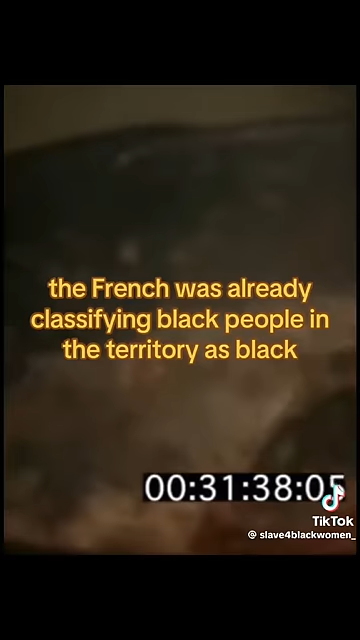 the French was already
classifying black people in
the territory as black
00:31:38:05
TikTok
@ slave4blackwomen_